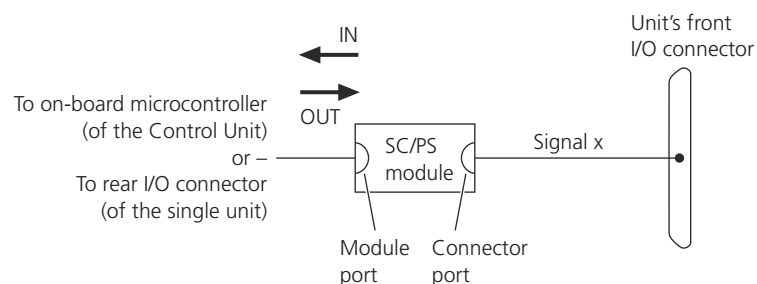 Unit's front
I/O connector
IN
OUT
To on-board microcontroller
(of the Control Unit)
or –
To rear I/O connector
(of the single unit)
SC/PS
module
Signal x
Module
port
Connector
port